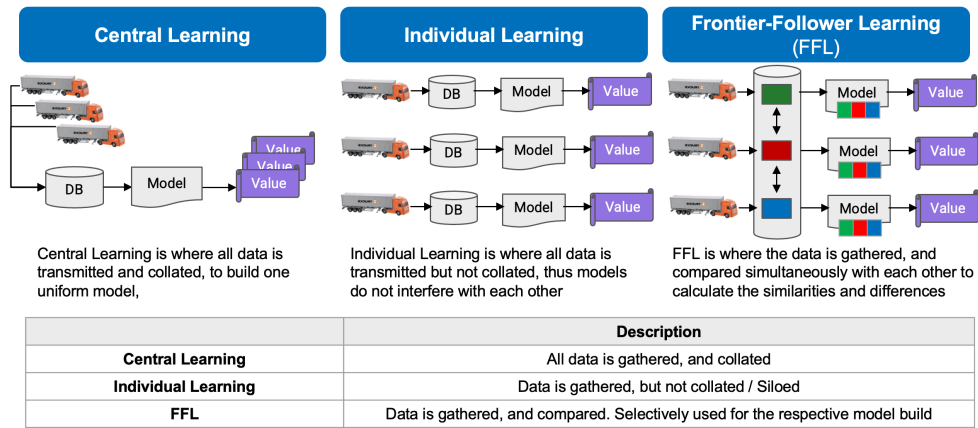 Central Learning
Individual Learning
Frontier-Follower Learning
(FFL)
DB
Model
Value
Value
Value
DB
Model
Value
DB
Model
Value
DB
Model
Value
Model
Value
Model
Value
Model
Value
Central Learning is where all data is
transmitted and collated, to build one
uniform model,
Individual Learning is where all data is
transmitted but not collated, thus models
do not interfere with each other
FFL is where the data is gathered, and
compared simultaneously with each other to
calculate the similarities and differences
Description
Central Learning
All data is gathered, and collated
Individual Learning
Data is gathered, but not collated / Siloed
FFL
Data is gathered, and compared. Selectively used for the respective model build